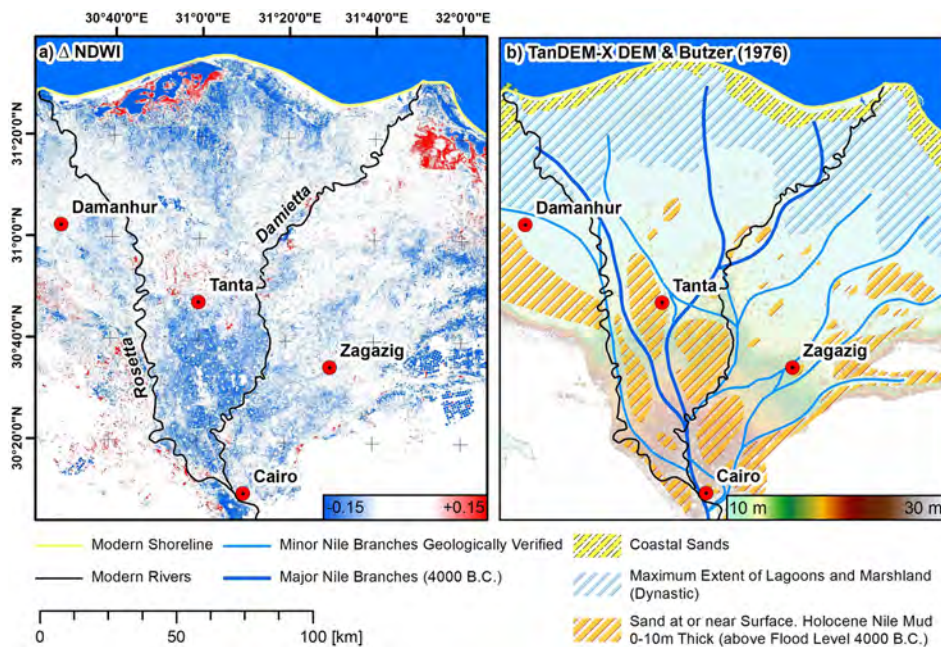 30°40'0"E 31°0'0"E 31°20'0"E 31°40'0"E 32°0'0"E
a) Δ NDWI
b) TanDEM-X DEM & Butzer (1976)
31°20'0"N
31°0'0"N
30°40'0"N
30°20'0"N
Damanhur
Damietta
Tanta
Rosetta
Zagazig
Cairo
-0.15 +0.15
Damanhur
Tanta
Zagazig
Cairo
10 m 30 m
Modern Shoreline
Modern Rivers
Minor Nile Branches Geologically Verified
Major Nile Branches (4000 B.C.)
Coastal Sands
Maximum Extent of Lagoons and Marshland
(Dynastic)
Sand at or near Surface. Holocene Nile Mud
0-10m Thick (above Flood Level 4000 B.C.)
0 50 100 [km]